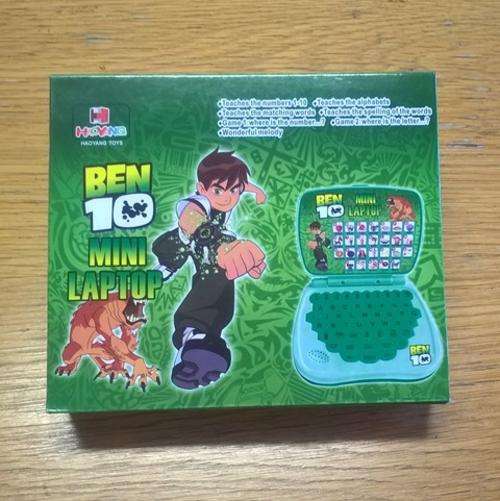 •Teaches the numbers 1-10 •Teaches the alphabets
•Teaches the matching words •Teaches the spelling of the words
•Game 1:where is the number...? •Game 2:where is the letter...?
•Wonderful melody
HAOYANG
HAOYANG TOYS
BEN
10
MINI
LAPTOP
BEN
10
MINI
LAPTOP
BEN
10